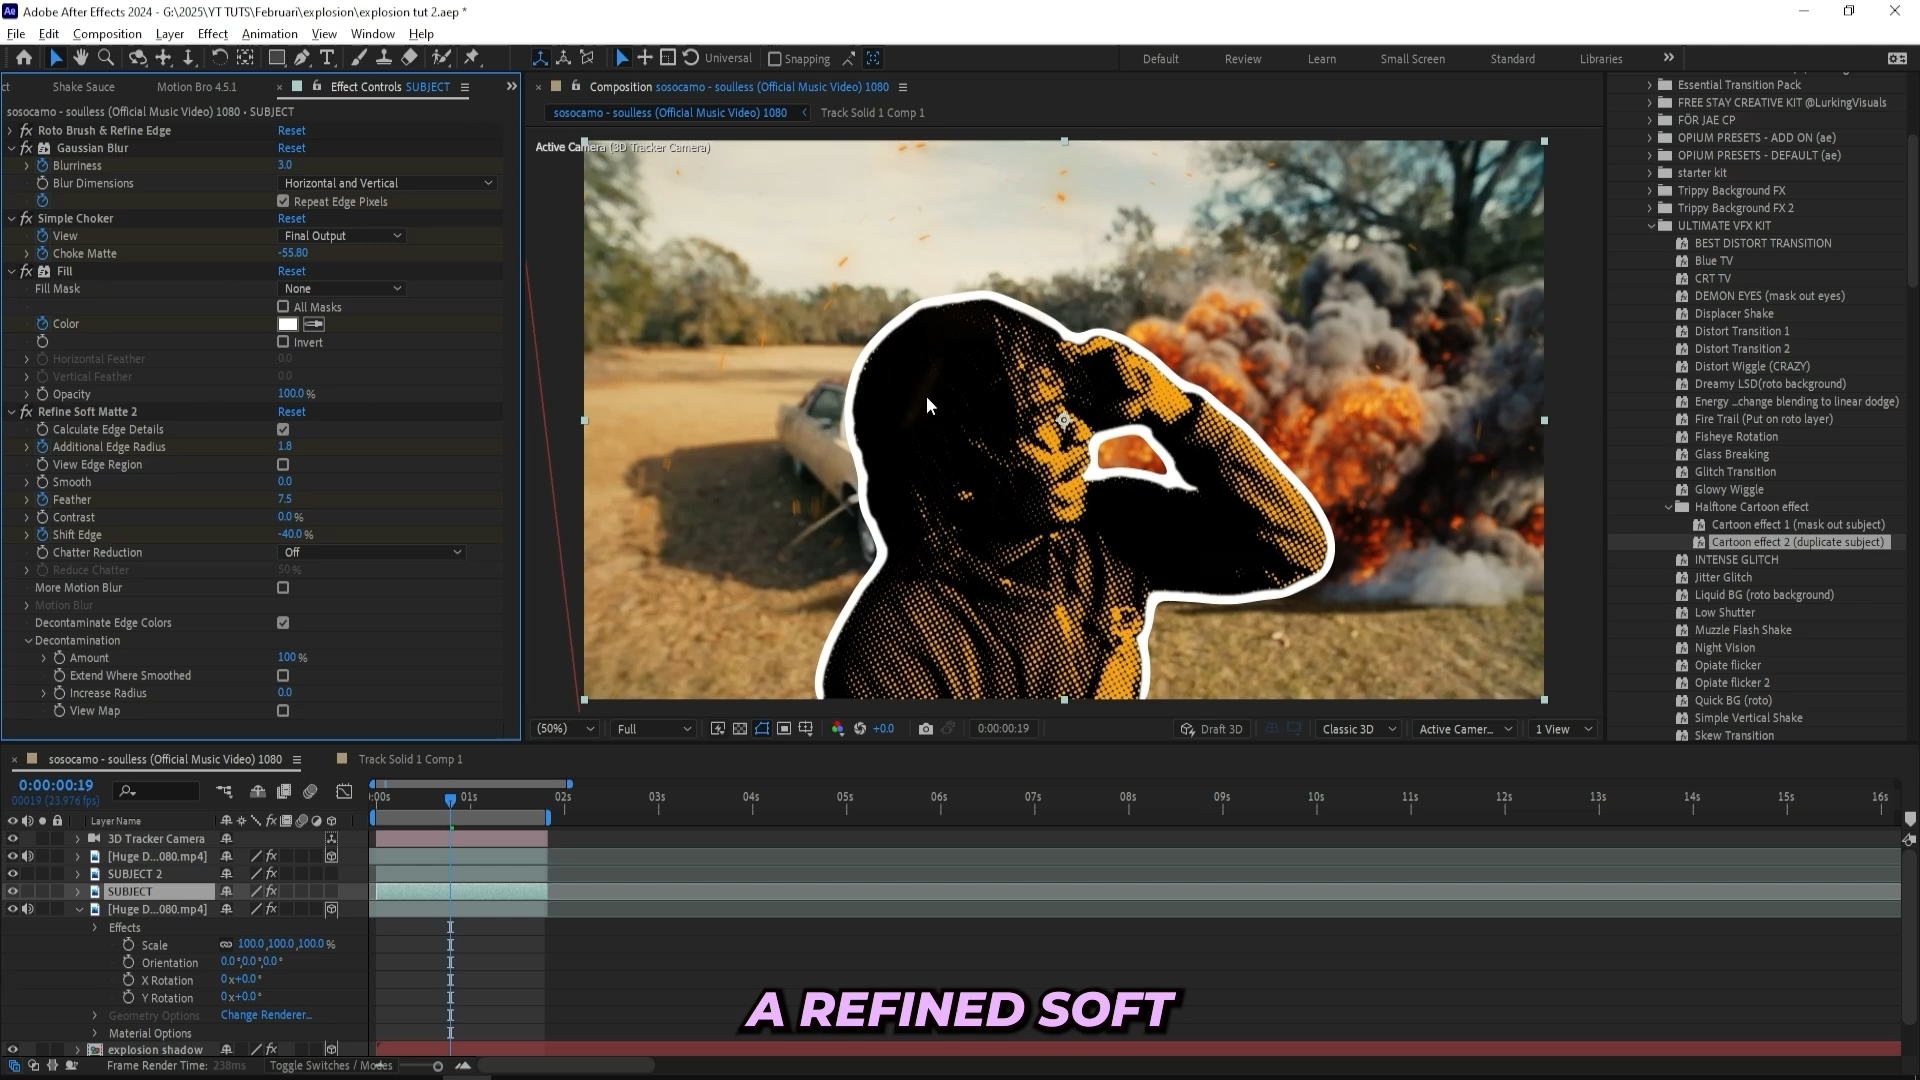 Adobe After Effects 2024 - G:\2025\YT TUTS\Februari\explosion\explosion tut 2.aep *
File Edit Composition Layer Effect Animation View Window Help
Universal Snapping Default Review Learn Small Screen Standard Libraries
Shake Sauce Motion Bro 4.5.1 Effect Controls SUBJECT
sosocamo - soulless (Official Music Video) 1080 • SUBJECT
Roto Brush & Refine Edge Reset
Gaussian Blur Reset
Blurriness 3.0
Blur Dimensions Horizontal and Vertical
Repeat Edge Pixels
Simple Choker Reset
View Final Output
Choke Matte -55.80
Fill Reset
Fill Mask None
All Masks
Color
Invert
Horizontal Feather 0.0
Vertical Feather 0.0
Opacity 100.0 %
Refine Soft Matte 2 Reset
Calculate Edge Details
Additional Edge Radius 1.8
View Edge Region
Smooth 0.0
Feather 7.5
Contrast 0.0 %
Shift Edge -40.0 %
Chatter Reduction Off
Reduce Chatter 50 %
More Motion Blur
Motion Blur
Decontaminate Edge Colors
Decontamination
Amount 100 %
Extend Where Smoothed
Increase Radius 0.0
View Map
Composition sosocamo - soulless (Official Music Video) 1080
sosocamo - soulless (Official Music Video) 1080 Track Solid 1 Comp 1
Active Camera (3D Tracker Camera)
(50%) Full +0.0 0:00:00:19 Draft 3D Classic 3D Active Camer... 1 View
Essential Transition Pack
FREE STAY CREATIVE KIT @LurkingVisuals
FÖR JAE CP
OPIUM PRESETS - ADD ON (ae)
OPIUM PRESETS - DEFAULT (ae)
starter kit
Trippy Background FX
Trippy Background FX 2
ULTIMATE VFX KIT
BEST DISTORT TRANSITION
Blue TV
CRT TV
DEMON EYES (mask out eyes)
Displacer Shake
Distort Transition 1
Distort Transition 2
Distort Wiggle (CRAZY)
Dreamy LSD(roto background)
Energy ...change blending to linear dodge)
Fire Trail (Put on roto layer)
Fisheye Rotation
Glass Breaking
Glitch Transition
Glowy Wiggle
Halftone Cartoon effect
Cartoon effect 1 (mask out subject)
Cartoon effect 2 (duplicate subject)
INTENSE GLITCH
Jitter Glitch
Liquid BG (roto background)
Low Shutter
Muzzle Flash Shake
Night Vision
Opiate flicker
Opiate flicker 2
Quick BG (roto)
Simple Vertical Shake
Skew Transition
sosocamo - soulless (Official Music Video) 1080 Track Solid 1 Comp 1
0:00:00:19
00019 (23.976 fps)
:00s 01s 02s 03s 04s 05s 06s 07s 08s 09s 10s 11s 12s 13s 14s 15s 16s
Layer Name
3D Tracker Camera
[Huge D...080.mp4]
SUBJECT 2
SUBJECT
[Huge D...080.mp4]
Effects
Scale 100.0,100.0,100.0 %
Orientation 0.0°,0.0°,0.0°
X Rotation 0x+0.0°
Y Rotation 0x+0.0°
Geometry Options Change Renderer...
Material Options
explosion shadow
Frame Render Time: 238ms Toggle Switches / Modes
A REFINED SOFT